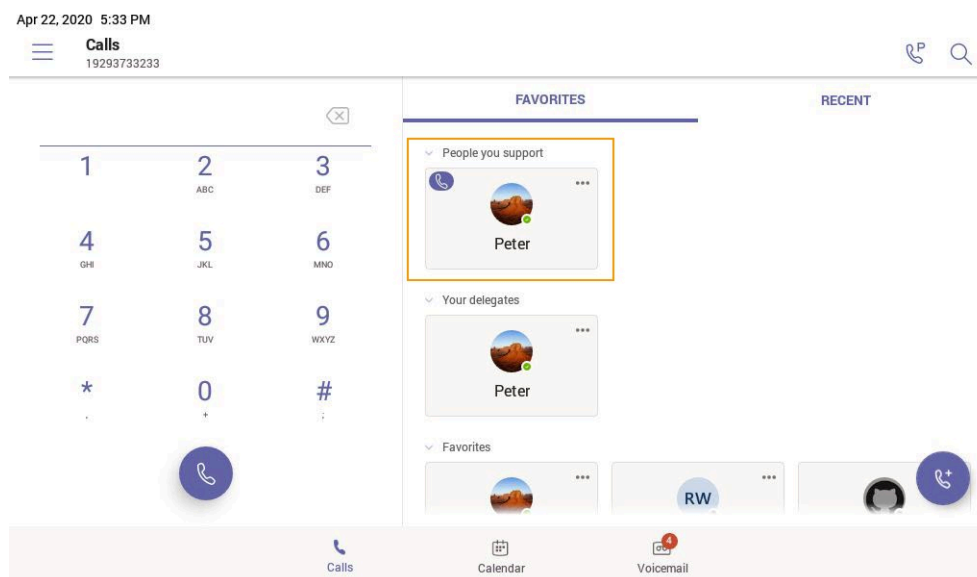 Apr 22, 2020 5:33 PM
Calls
19293733233
P
FAVORITES
RECENT
1
2
ABC
3
DEF
4
GHI
5
JKL
6
MNO
7
PQRS
8
TUV
9
WXYZ
*
,
0
+
#
;
People you support
Peter
Your delegates
Peter
Favorites
RW
Calls
Calendar
4
Voicemail